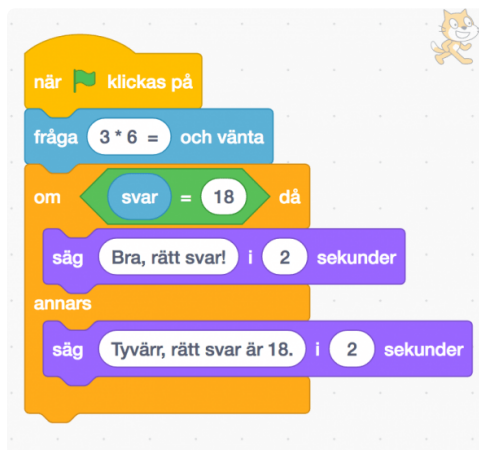 när klickas på
fråga 3 * 6 = och vänta
om svar = 18 då
säg Bra, rätt svar! i 2 sekunder
annars
säg Tyvärr, rätt svar är 18. i 2 sekunder